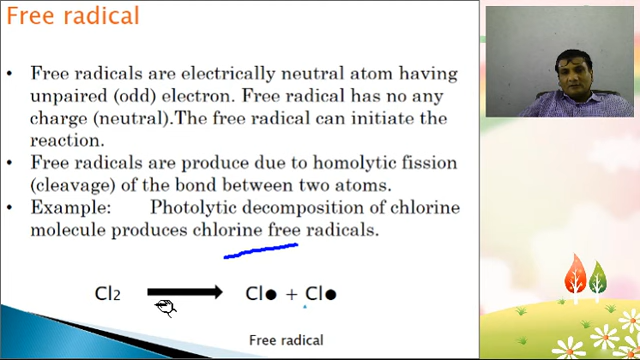 Free radical
• Free radicals are electrically neutral atom having
unpaired (odd) electron. Free radical has no any
charge (neutral).The free radical can initiate the
reaction.
• Free radicals are produce due to homolytic fission
(cleavage) of the bond between two atoms.
• Example: Photolytic decomposition of chlorine
molecule produces chlorine free radicals.
Cl2 ⟶ Cl● + Cl●
Free radical